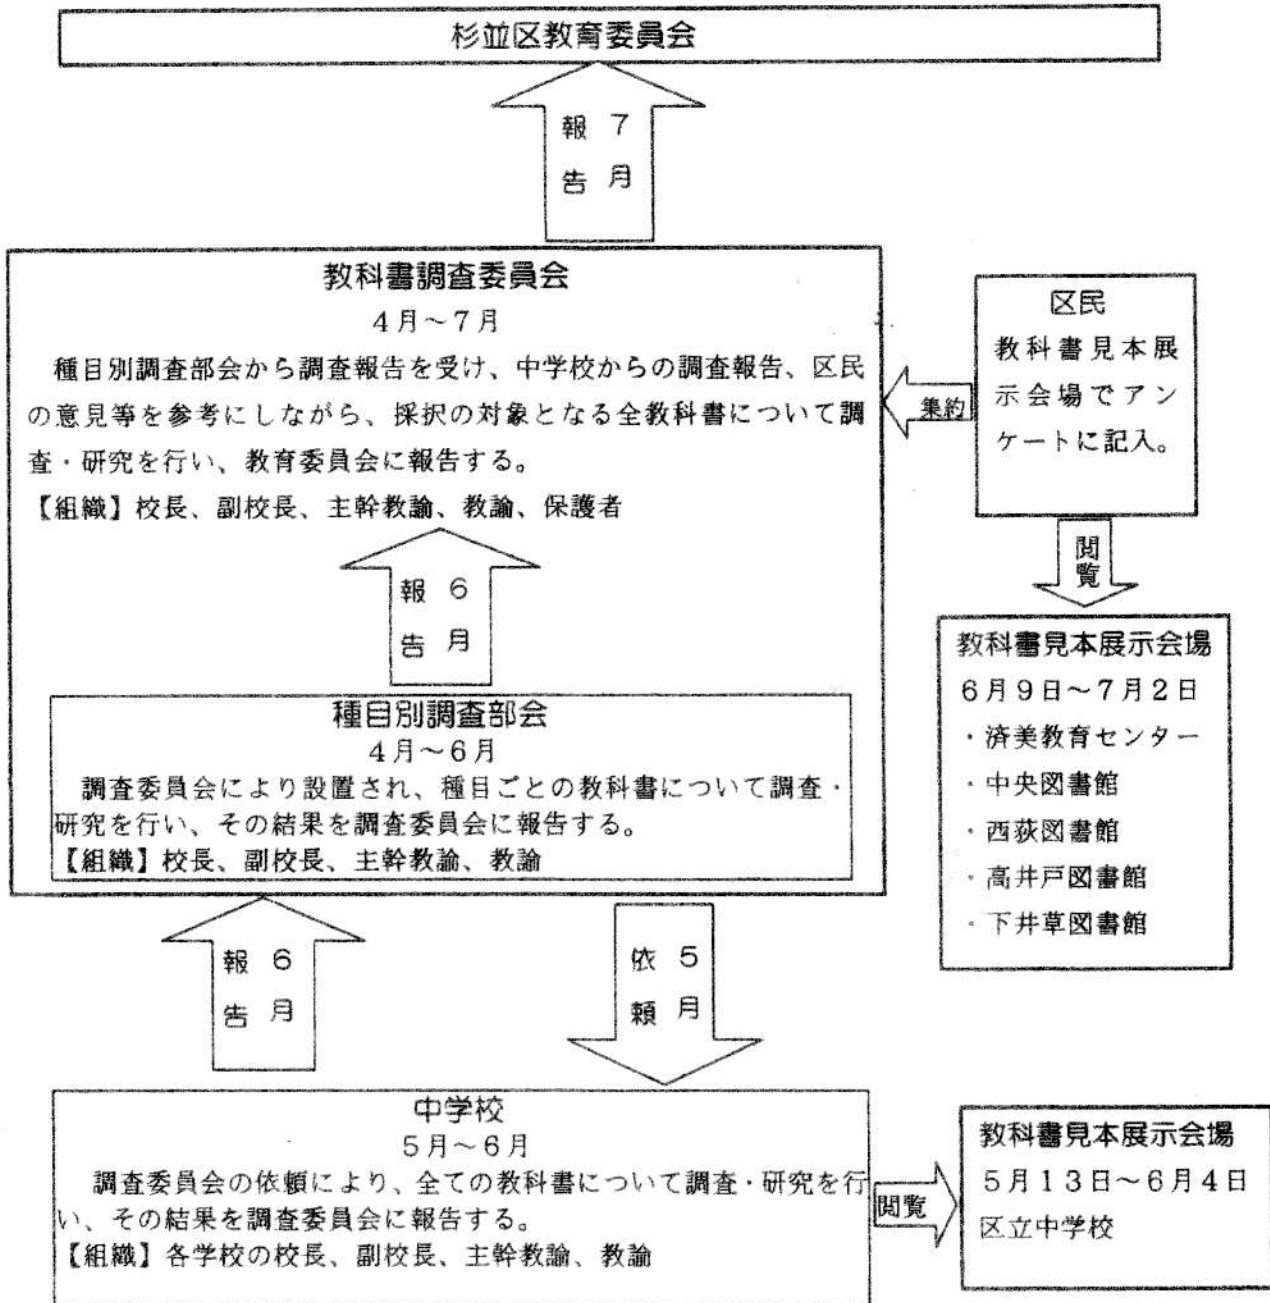 杉並区教育委員会
報告
7月
教科書調査委員会
4月～7月
種目別調査部会から調査報告を受け、中学校からの調査報告、区民
の意見等を参考にしながら、採択の対象となる全教科書について調
査・研究を行い、教育委員会に報告する。
【組織】校長、副校長、主幹教諭、教諭、保護者
集約
区民
教科書見本展
示会場でアン
ケートに記入。
閲覧
報告
6月
教科書見本展示会場
6月9日～7月2日
・済美教育センター
・中央図書館
・西荻図書館
・高井戸図書館
・下井草図書館
種目別調査部会
4月～6月
調査委員会により設置され、種目ごとの教科書について調査・
研究を行い、その結果を調査委員会に報告する。
【組織】校長、副校長、主幹教諭、教諭
報告
6月
依頼
5月
中学校
5月～6月
調査委員会の依頼により、全ての教科書について調査・研究を行
い、その結果を調査委員会に報告する。
【組織】各学校の校長、副校長、主幹教諭、教諭
閲覧
教科書見本展示会場
5月13日～6月4日
区立中学校